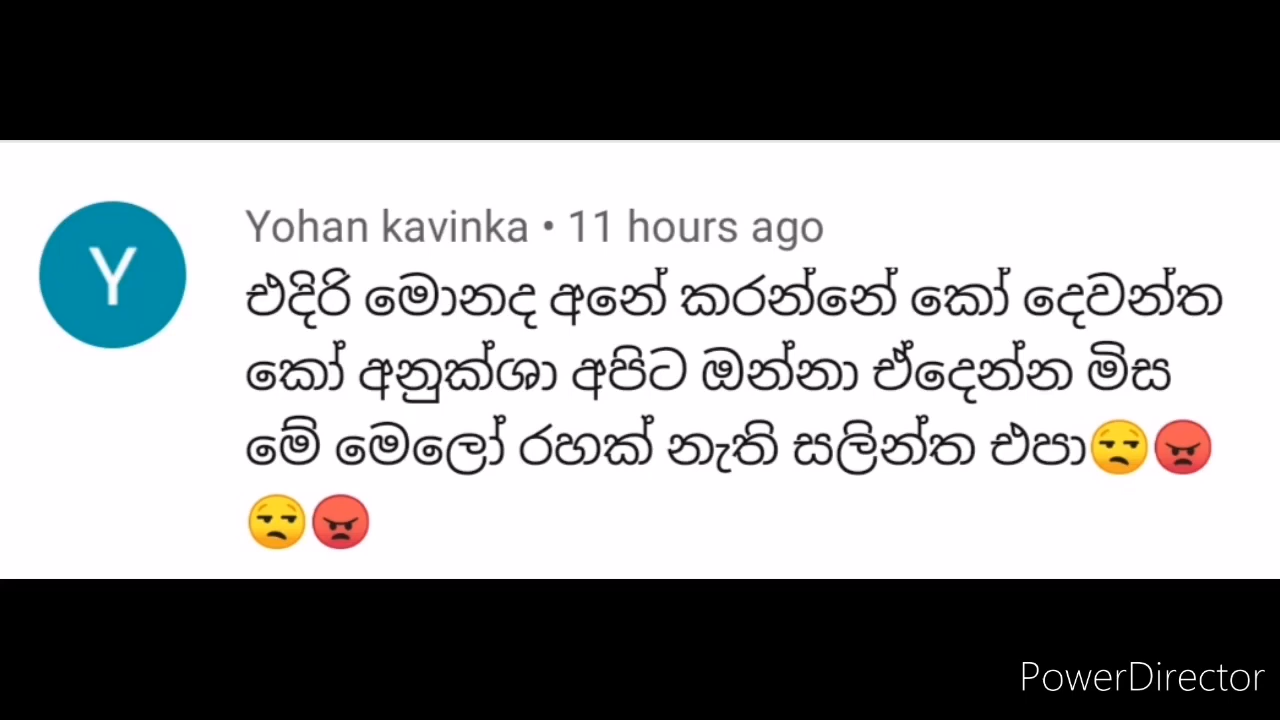 Y
Yohan kavinka • 11 hours ago
එදිරි මොනද අනේ කරන්නේ කෝ දෙවන්ත
කෝ අනුක්ශා අපිට ඔන්නා ඒදෙන්න මිස
මේ මෙලෝ රහක් නැති සලින්ත එපා😒😡
😒😡
PowerDirector